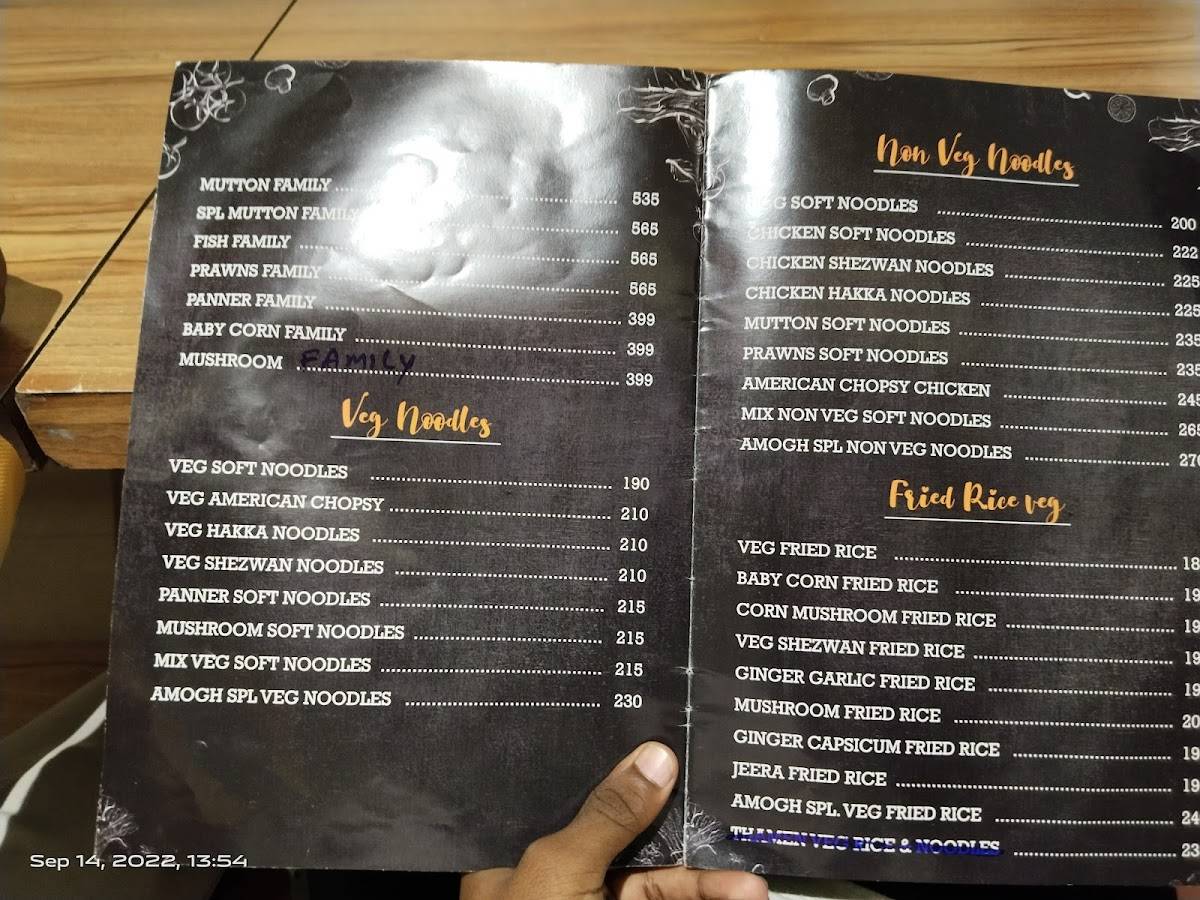 MUTTON FAMILY ........ 535
SPL MUTTON FAMILY ........ 565
FISH FAMILY ........ 565
PRAWNS FAMILY ........ 565
PANNER FAMILY ........ 399
BABY CORN FAMILY ........ 399
MUSHROOM FAMILY ........ 399
Veg Noodles
VEG SOFT NOODLES ........ 190
VEG AMERICAN CHOPSY ........ 210
VEG HAKKA NOODLES ........ 210
VEG SHEZWAN NOODLES ........ 210
PANNER SOFT NOODLES ........ 215
MUSHROOM SOFT NOODLES ........ 215
MIX VEG SOFT NOODLES ........ 215
AMOGH SPL VEG NOODLES ........ 230
Non Veg Noodles
EGG SOFT NOODLES ........ 200
CHICKEN SOFT NOODLES ........ 222
CHICKEN SHEZWAN NOODLES ........ 225
CHICKEN HAKKA NOODLES ........ 225
MUTTON SOFT NOODLES ........ 235
PRAWNS SOFT NOODLES ........ 235
AMERICAN CHOPSY CHICKEN ........ 245
MIX NON VEG SOFT NOODLES ........ 265
AMOGH SPL NON VEG NOODLES ........ 270
Fried Rice veg
VEG FRIED RICE ........
BABY CORN FRIED RICE ........
CORN MUSHROOM FRIED RICE ........
VEG SHEZWAN FRIED RICE ........
GINGER GARLIC FRIED RICE ........
MUSHROOM FRIED RICE ........
GINGER CAPSICUM FRIED RICE ........
JEERA FRIED RICE ........
AMOGH SPL. VEG FRIED RICE ........
THAMEN VEG RICE & NOODLES ........
Sep 14, 2022, 13:54